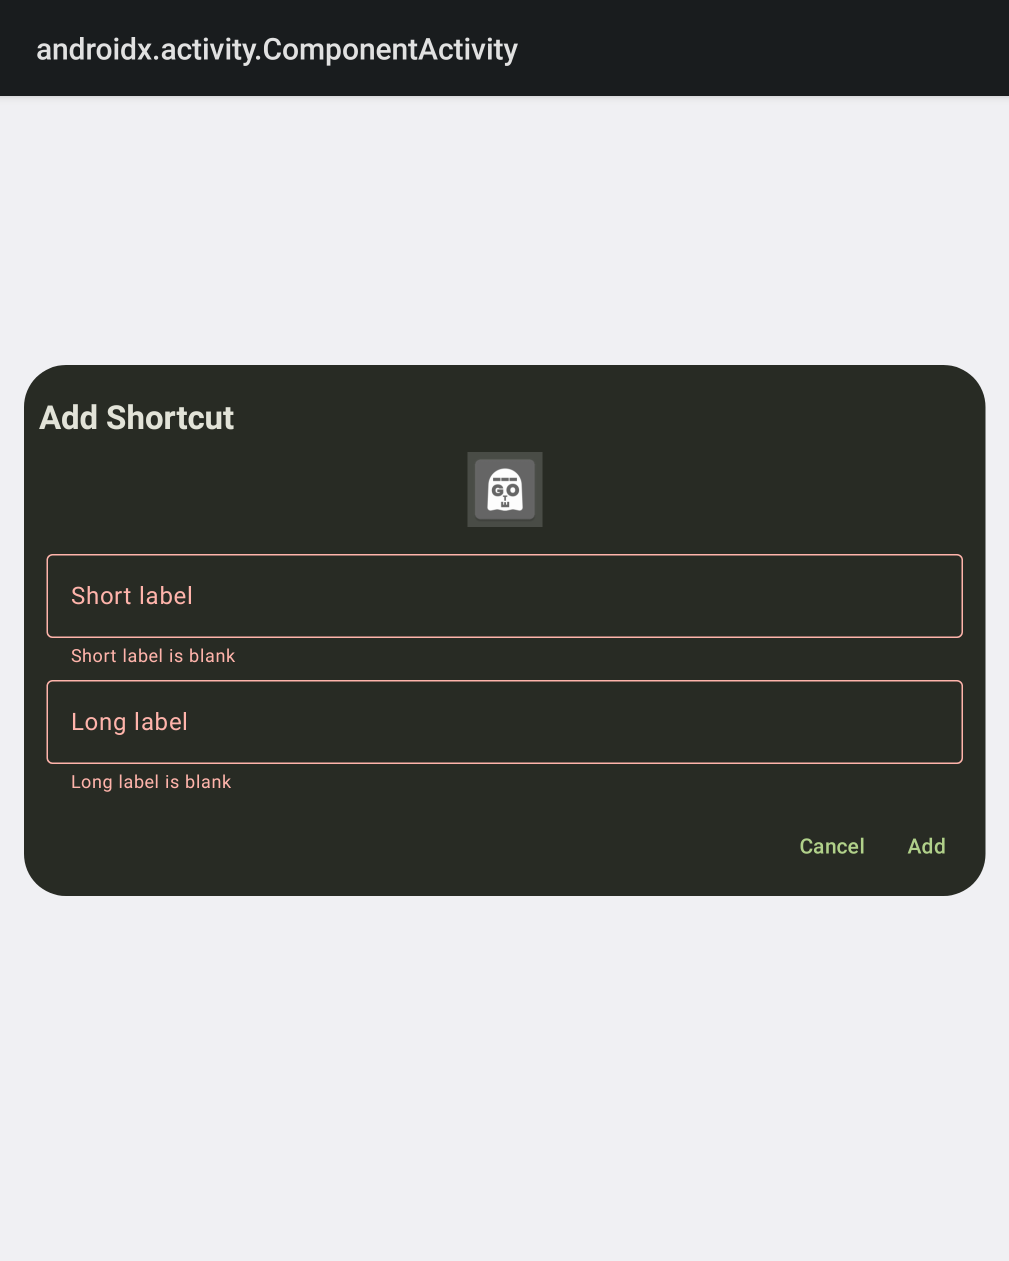 androidx.activity.ComponentActivity
Add Shortcut
GO
Short label
Short label is blank
Long label
Long label is blank
Cancel Add